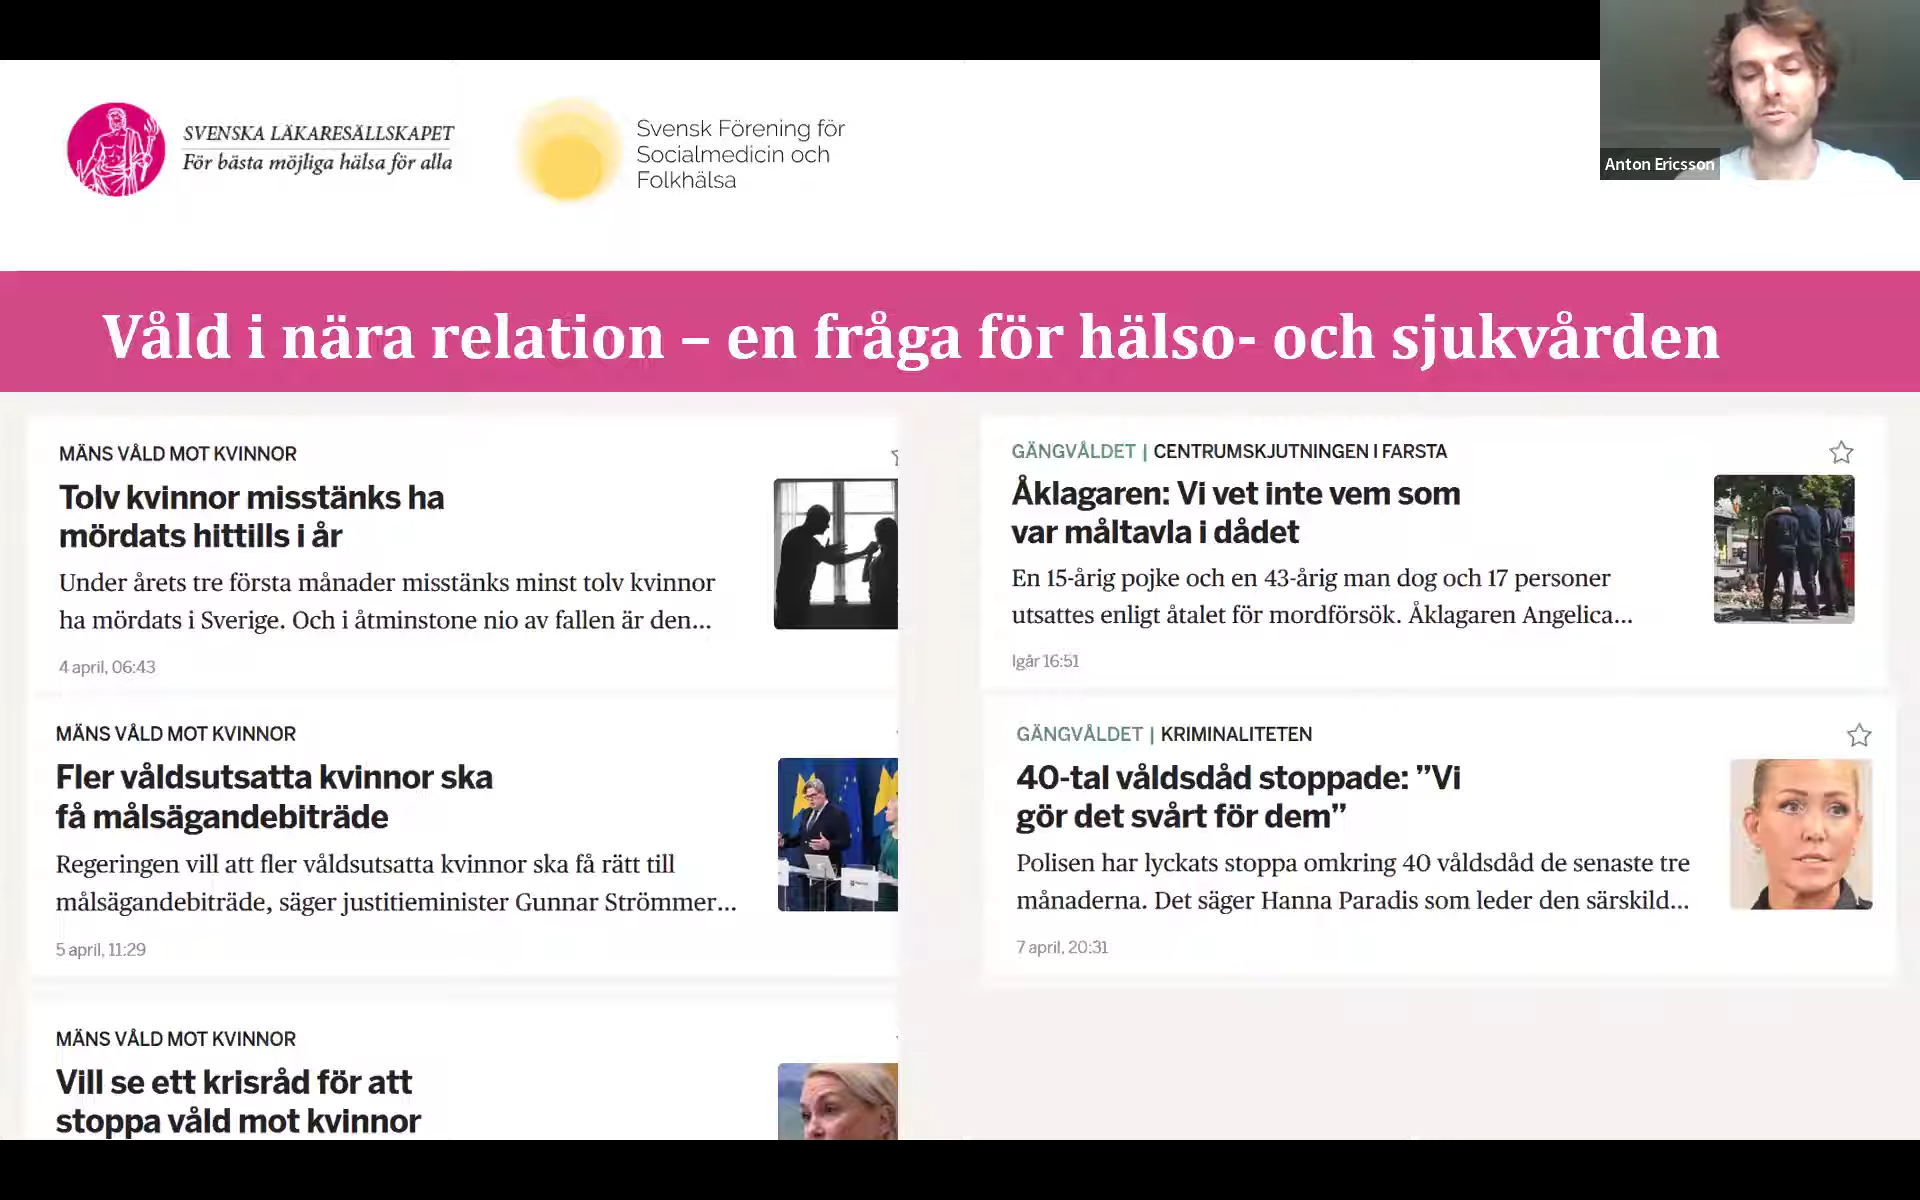 SVENSKA LÄKARESÄLLSKAPET
För bästa möjliga hälsa för alla
Svensk Förening för
Socialmedicin och
Folkhälsa
Anton Ericsson
Våld i nära relation – en fråga för hälso- och sjukvården
MÄNS VÅLD MOT KVINNOR
Tolv kvinnor misstänks ha
mördats hittills i år
Under årets tre första månader misstänks minst tolv kvinnor
ha mördats i Sverige. Och i åtminstone nio av fallen är den...
4 april, 06:43
MÄNS VÅLD MOT KVINNOR
Fler våldsutsatta kvinnor ska
få målsägandebiträde
Regeringen vill att fler våldsutsatta kvinnor ska få rätt till
målsägandebiträde, säger justitieminister Gunnar Strömmer...
5 april, 11:29
MÄNS VÅLD MOT KVINNOR
Vill se ett krisråd för att
stoppa våld mot kvinnor
GÄNGVÅLDET | CENTRUMSKJUTNINGEN I FARSTA
Åklagaren: Vi vet inte vem som
var måltavla i dådet
En 15-årig pojke och en 43-årig man dog och 17 personer
utsattes enligt åtalet för mordförsök. Åklagaren Angelica...
Igår 16:51
GÄNGVÅLDET | KRIMINALITETEN
40-tal våldsdåd stoppade: ”Vi
gör det svårt för dem”
Polisen har lyckats stoppa omkring 40 våldsdåd de senaste tre
månaderna. Det säger Hanna Paradis som leder den särskild...
7 april, 20:31